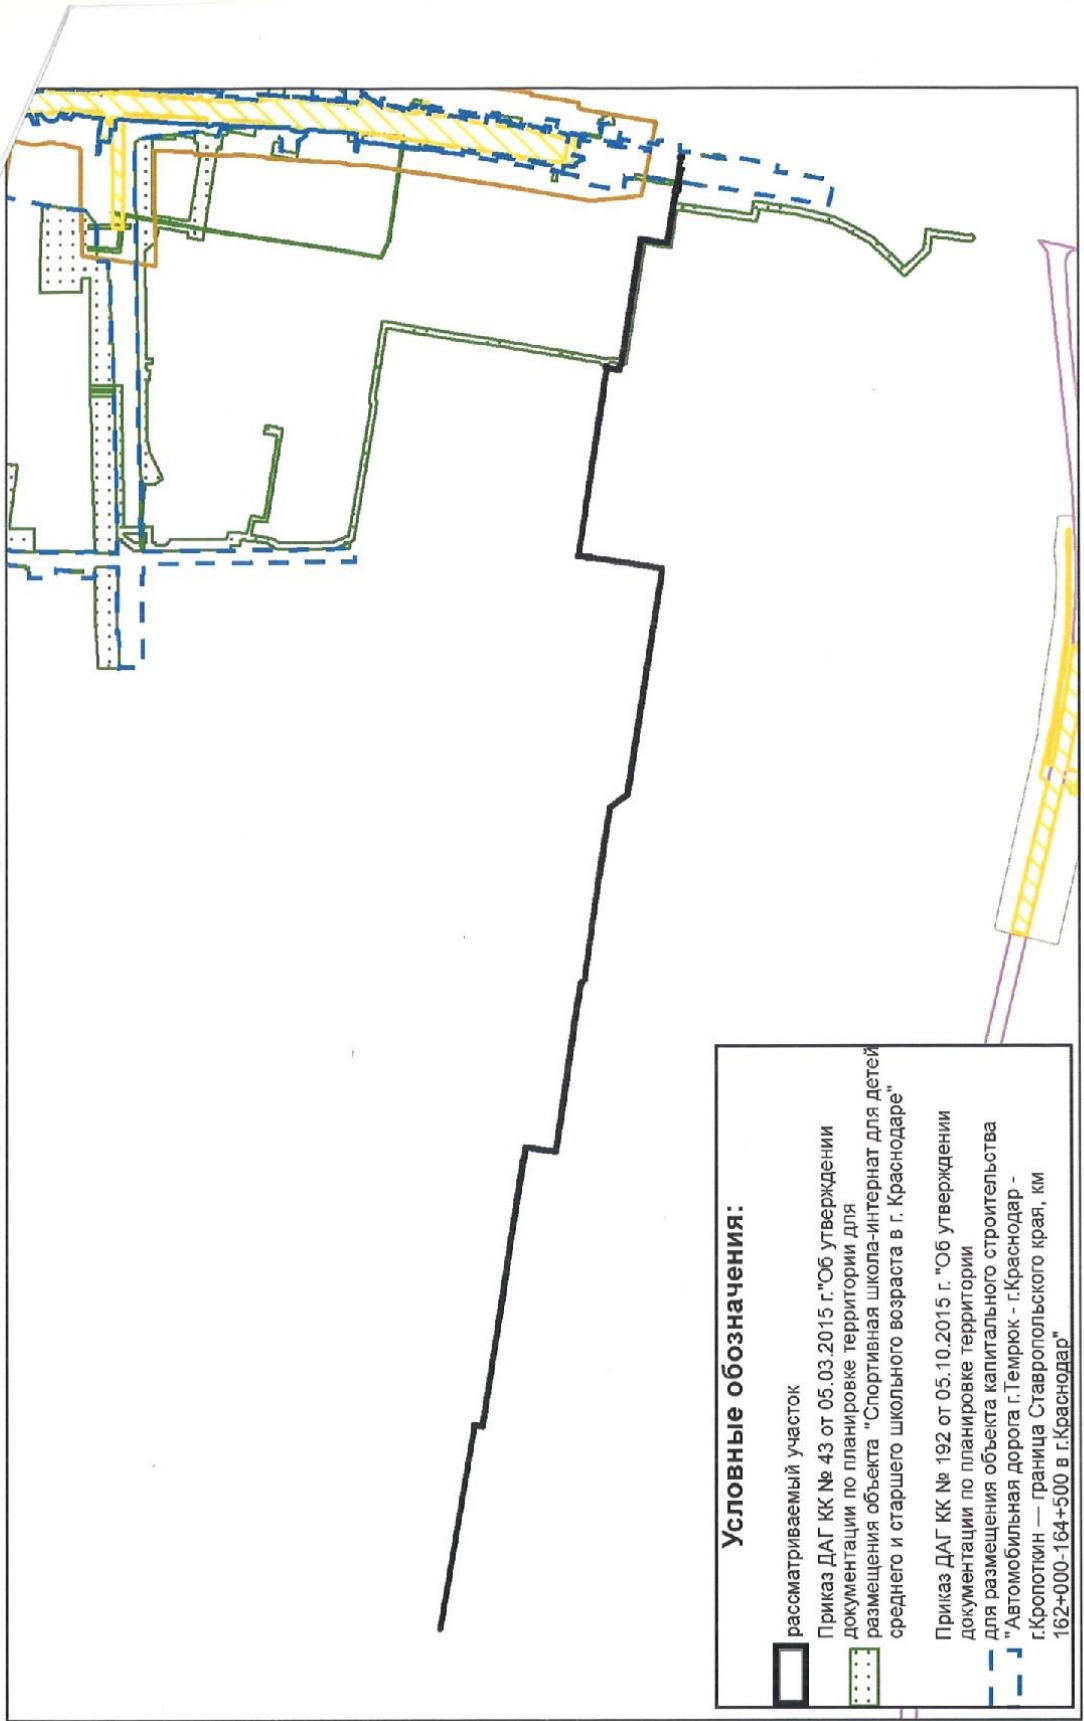 Условные обозначения:
рассматриваемый участок
Приказ ДАГ КК № 43 от 05.03.2015 г."Об утверждении
документации по планировке территории для
размещения объекта "Спортивная школа-интернат для детей
среднего и старшего школьного возраста в г. Краснодаре"
Приказ ДАГ КК № 192 от 05.10.2015 г. "Об утверждении
документации по планировке территории
для размещения объекта капитального строительства
"Автомобильная дорога г.Темрюк - г.Краснодар -
г.Кропоткин — граница Ставропольского края, км
162+000-164+500 в г.Краснодар"